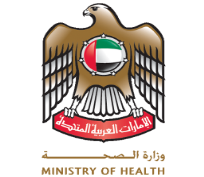 الإمارات العربية المتحدة
وزارة الصحة
MINISTRY OF HEALTH